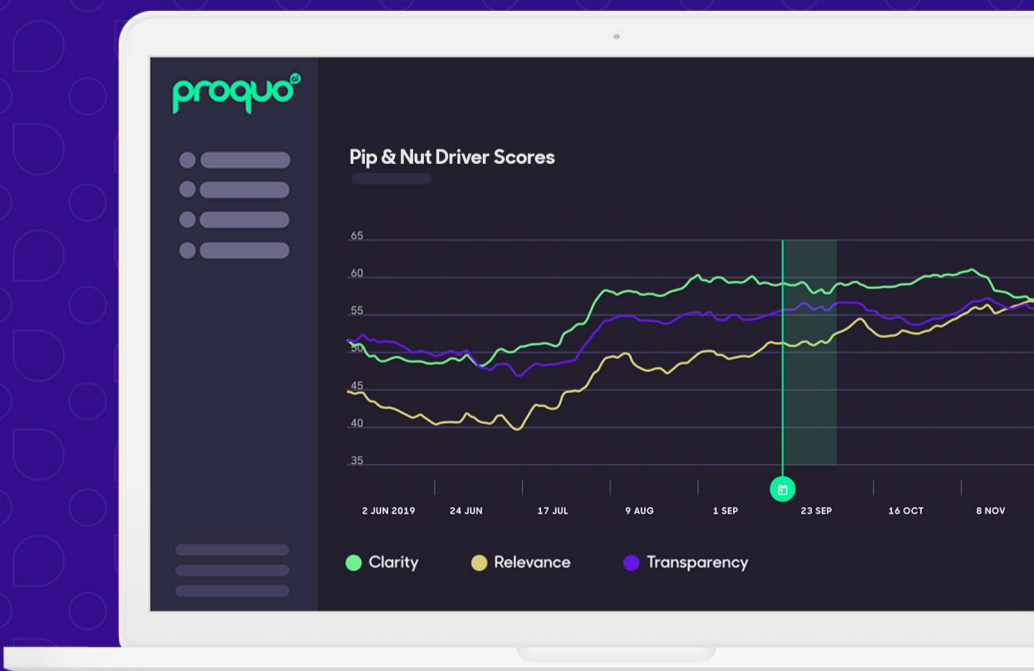 proquo ai
Pip & Nut Driver Scores
65
60
55
50
45
40
35
2 JUN 2019 24 JUN 17 JUL 9 AUG 1 SEP 23 SEP 16 OCT 8 NOV
Clarity Relevance Transparency